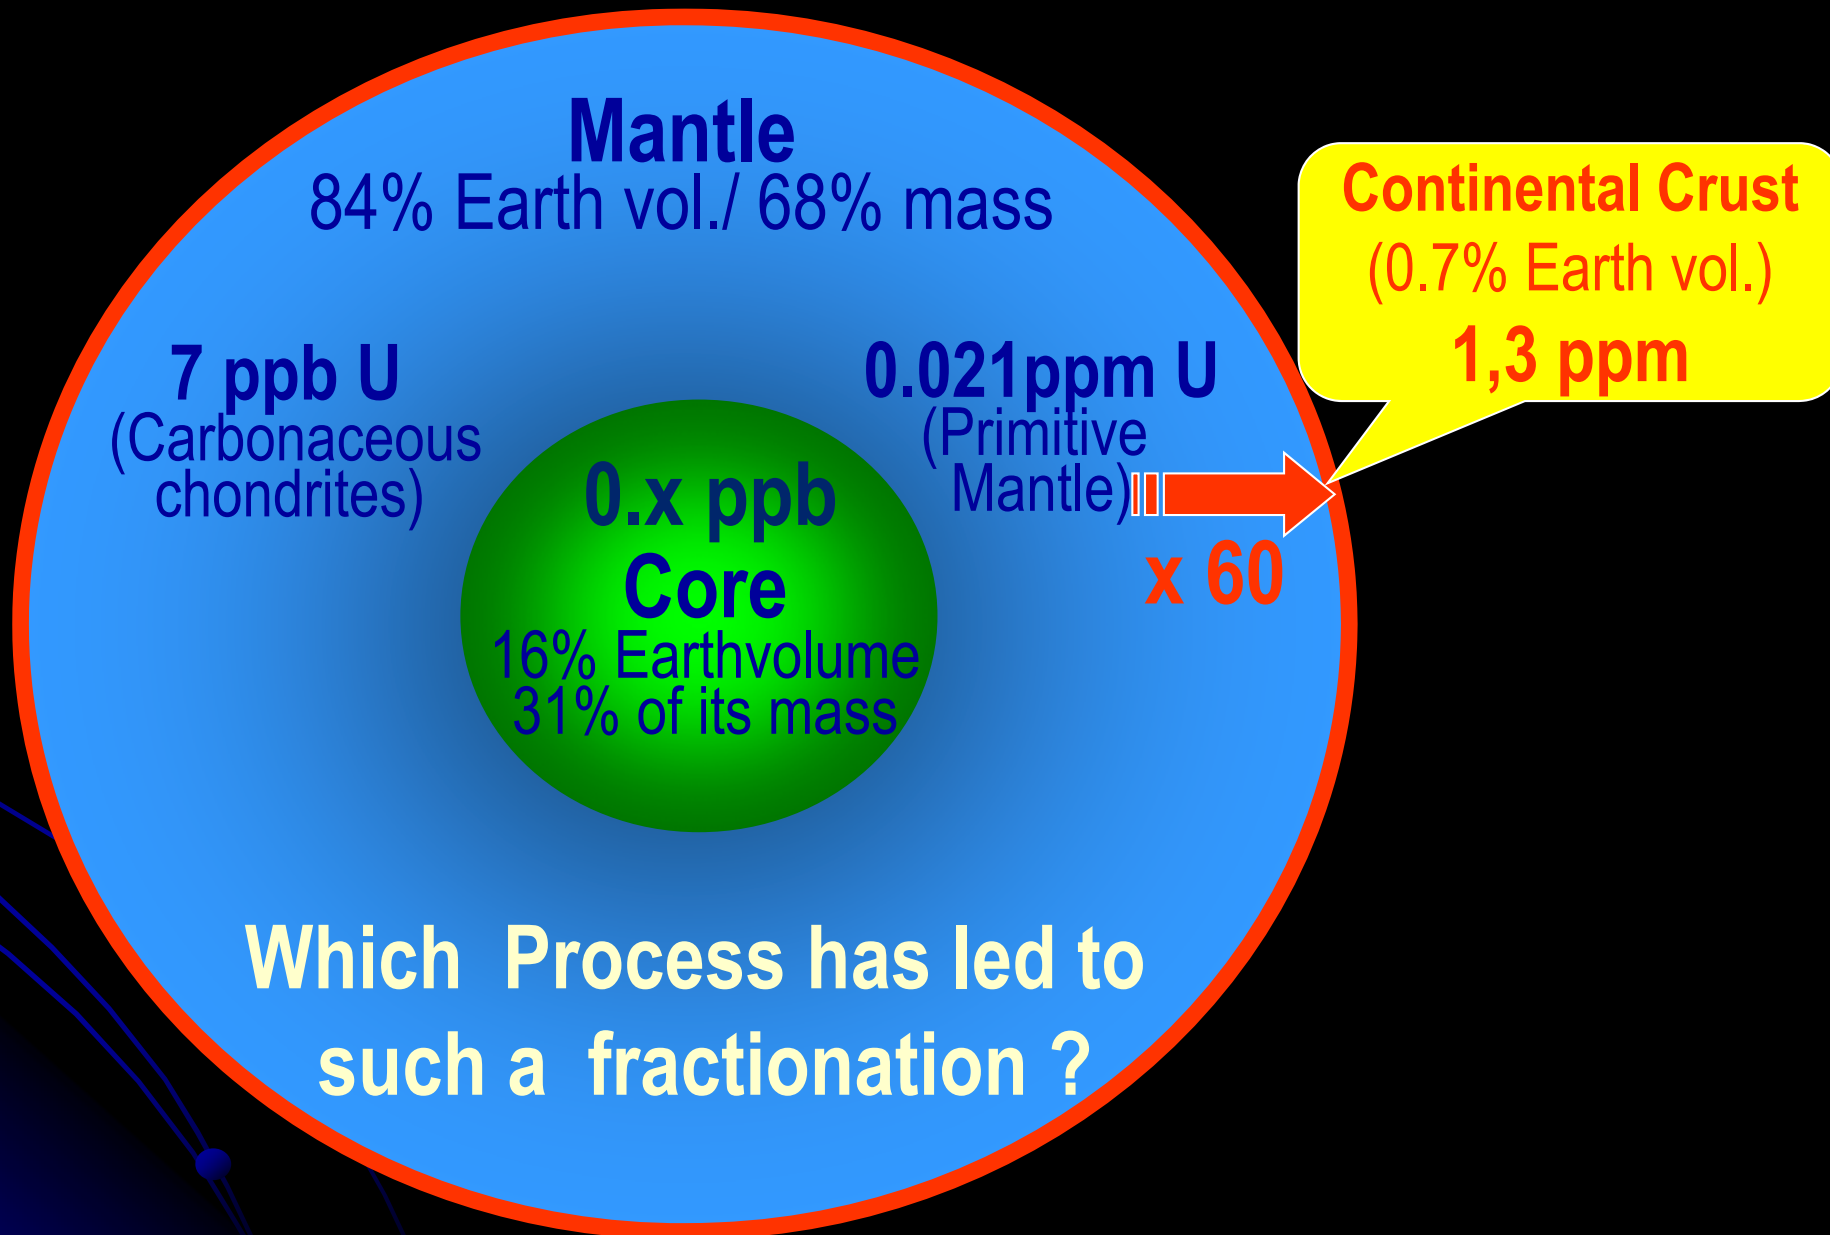 Mantle
84% Earth vol./ 68% mass
Continental Crust
(0.7% Earth vol.)
1,3 ppm
7 ppb U
(Carbonaceous
chondrites)
0.021ppm U
(Primitive
Mantle)
x 60
0.x ppb
Core
16% Earthvolume
31% of its mass
Which Process has led to
such a fractionation ?